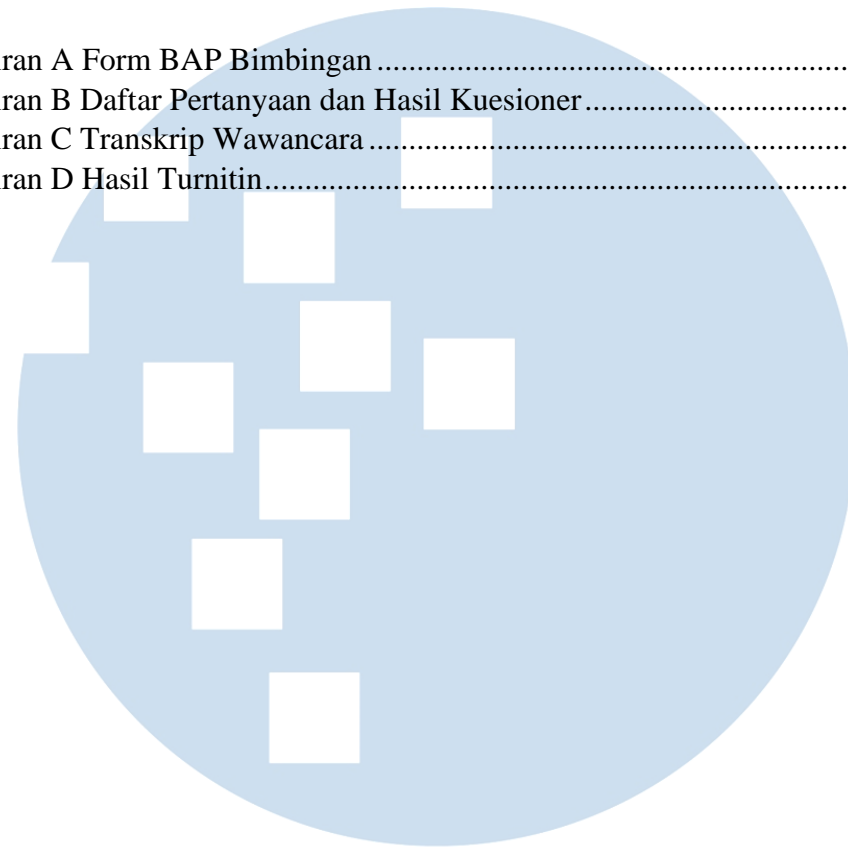 ran A Form BAP Bimbingan ............................................................
ran B Daftar Pertanyaan dan Hasil Kuesioner ..................................
ran C Transkrip Wawancara .............................................................
ran D Hasil Turnitin..........................................................................